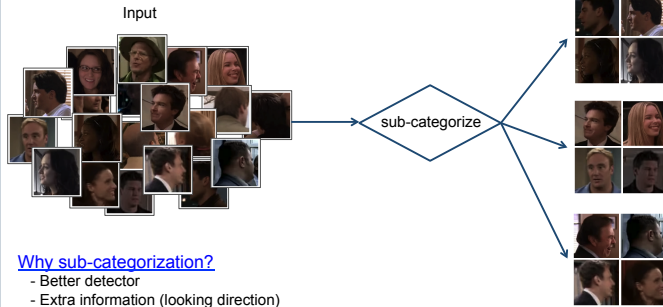 Input
sub-categorize
Why sub-categorization?
- Better detector
- Extra information (looking direction)